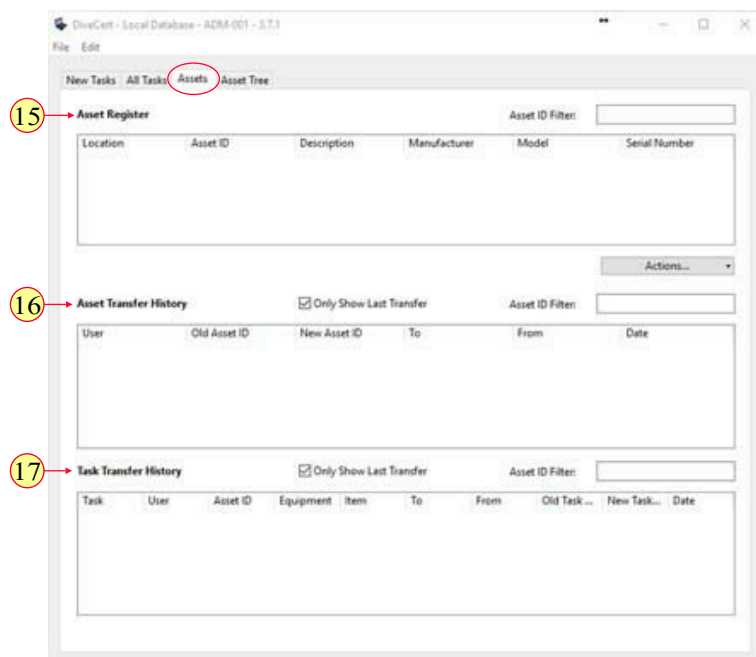 DiveCert - Local Database - ADM-001 - 3.7.1
File Edit
New Tasks All Tasks Assets Asset Tree
15 Asset Register Asset ID Filter:
Location Asset ID Description Manufacturer Model Serial Number
Actions...
16 Asset Transfer History Only Show Last Transfer Asset ID Filter:
User Old Asset ID New Asset ID To From Date
17 Task Transfer History Only Show Last Transfer Asset ID Filter:
Task User Asset ID Equipment Item To From Old Task ... New Task... Date